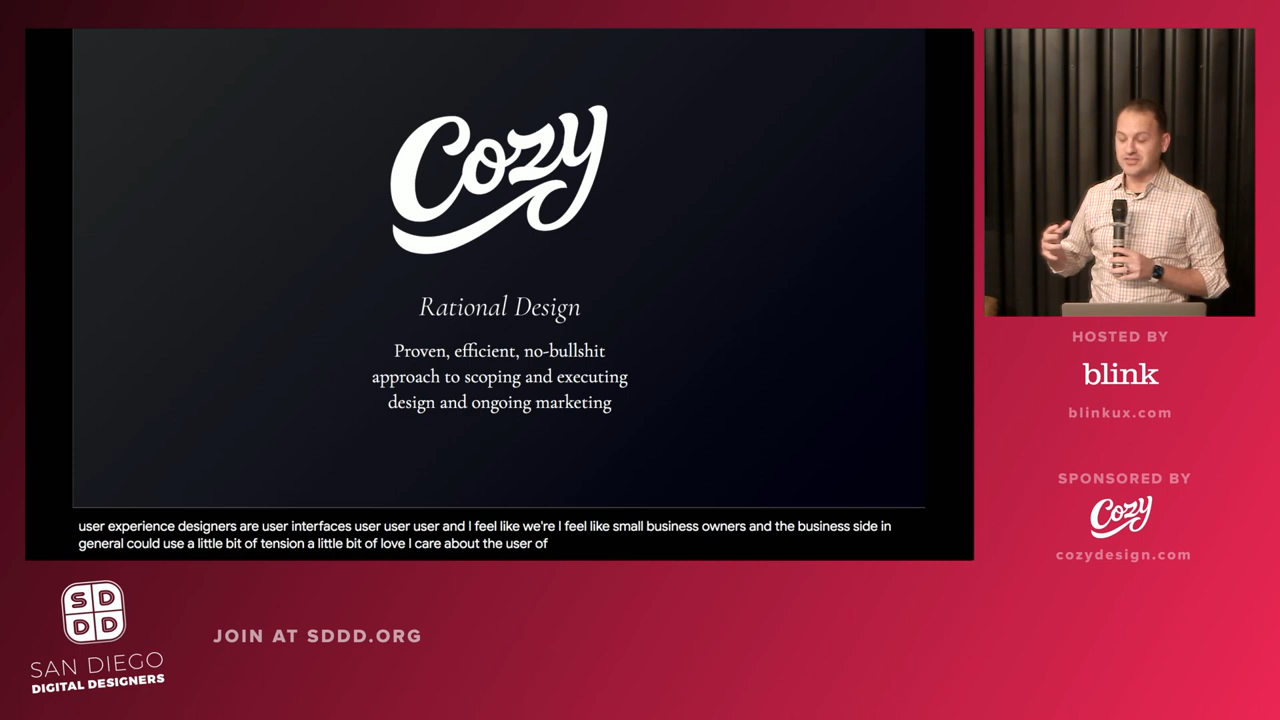 Cozy
Rational Design
Proven, efficient, no-bullshit
approach to scoping and executing
design and ongoing marketing
user experience designers are user interfaces user user user and I feel like we're I feel like small business owners and the business side in
general could use a little bit of tension a little bit of love I care about the user of
HOSTED BY
blink
blinkux.com
SPONSORED BY
Cozy
cozydesign.com
SD
DD
SAN DIEGO
DIGITAL DESIGNERS
JOIN AT SDDD.ORG